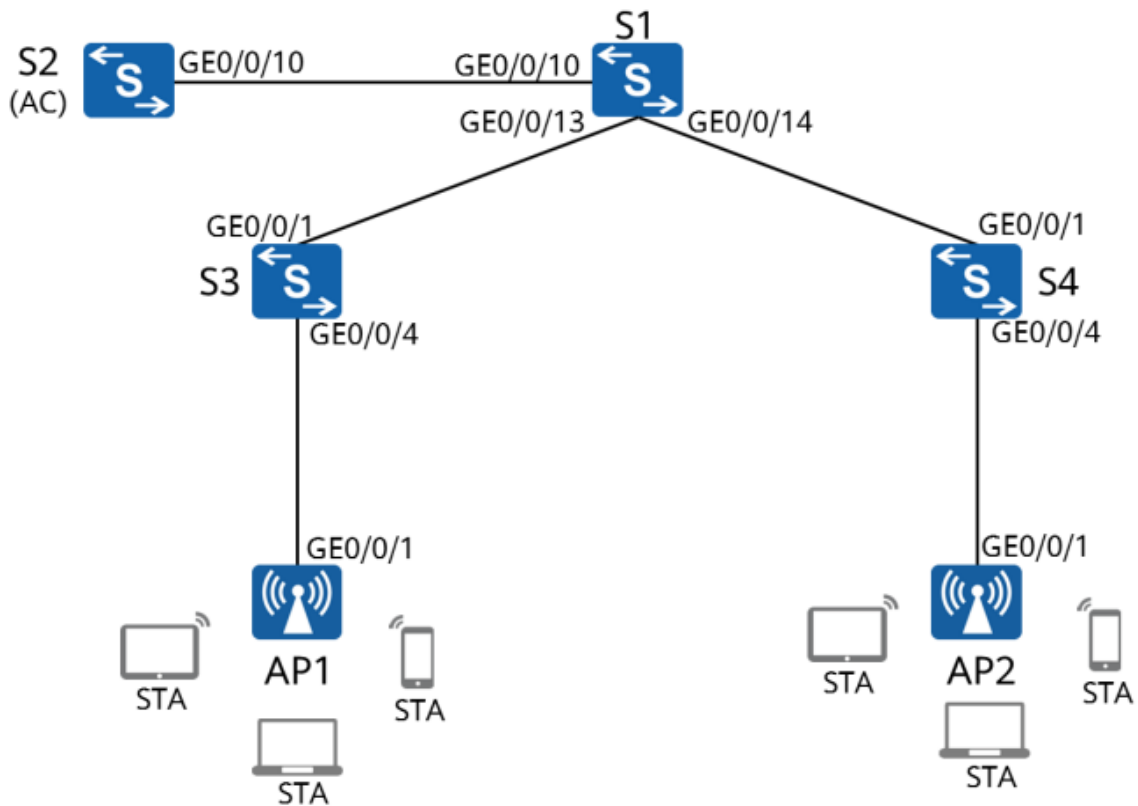 S1
S2
(AC)
S
GE0/0/10
GE0/0/10
S
GE0/0/13
GE0/0/14
GE0/0/1
S3
S
GE0/0/4
GE0/0/1
S
S4
GE0/0/4
GE0/0/1
AP1
STA
STA
STA
GE0/0/1
AP2
STA
STA
STA